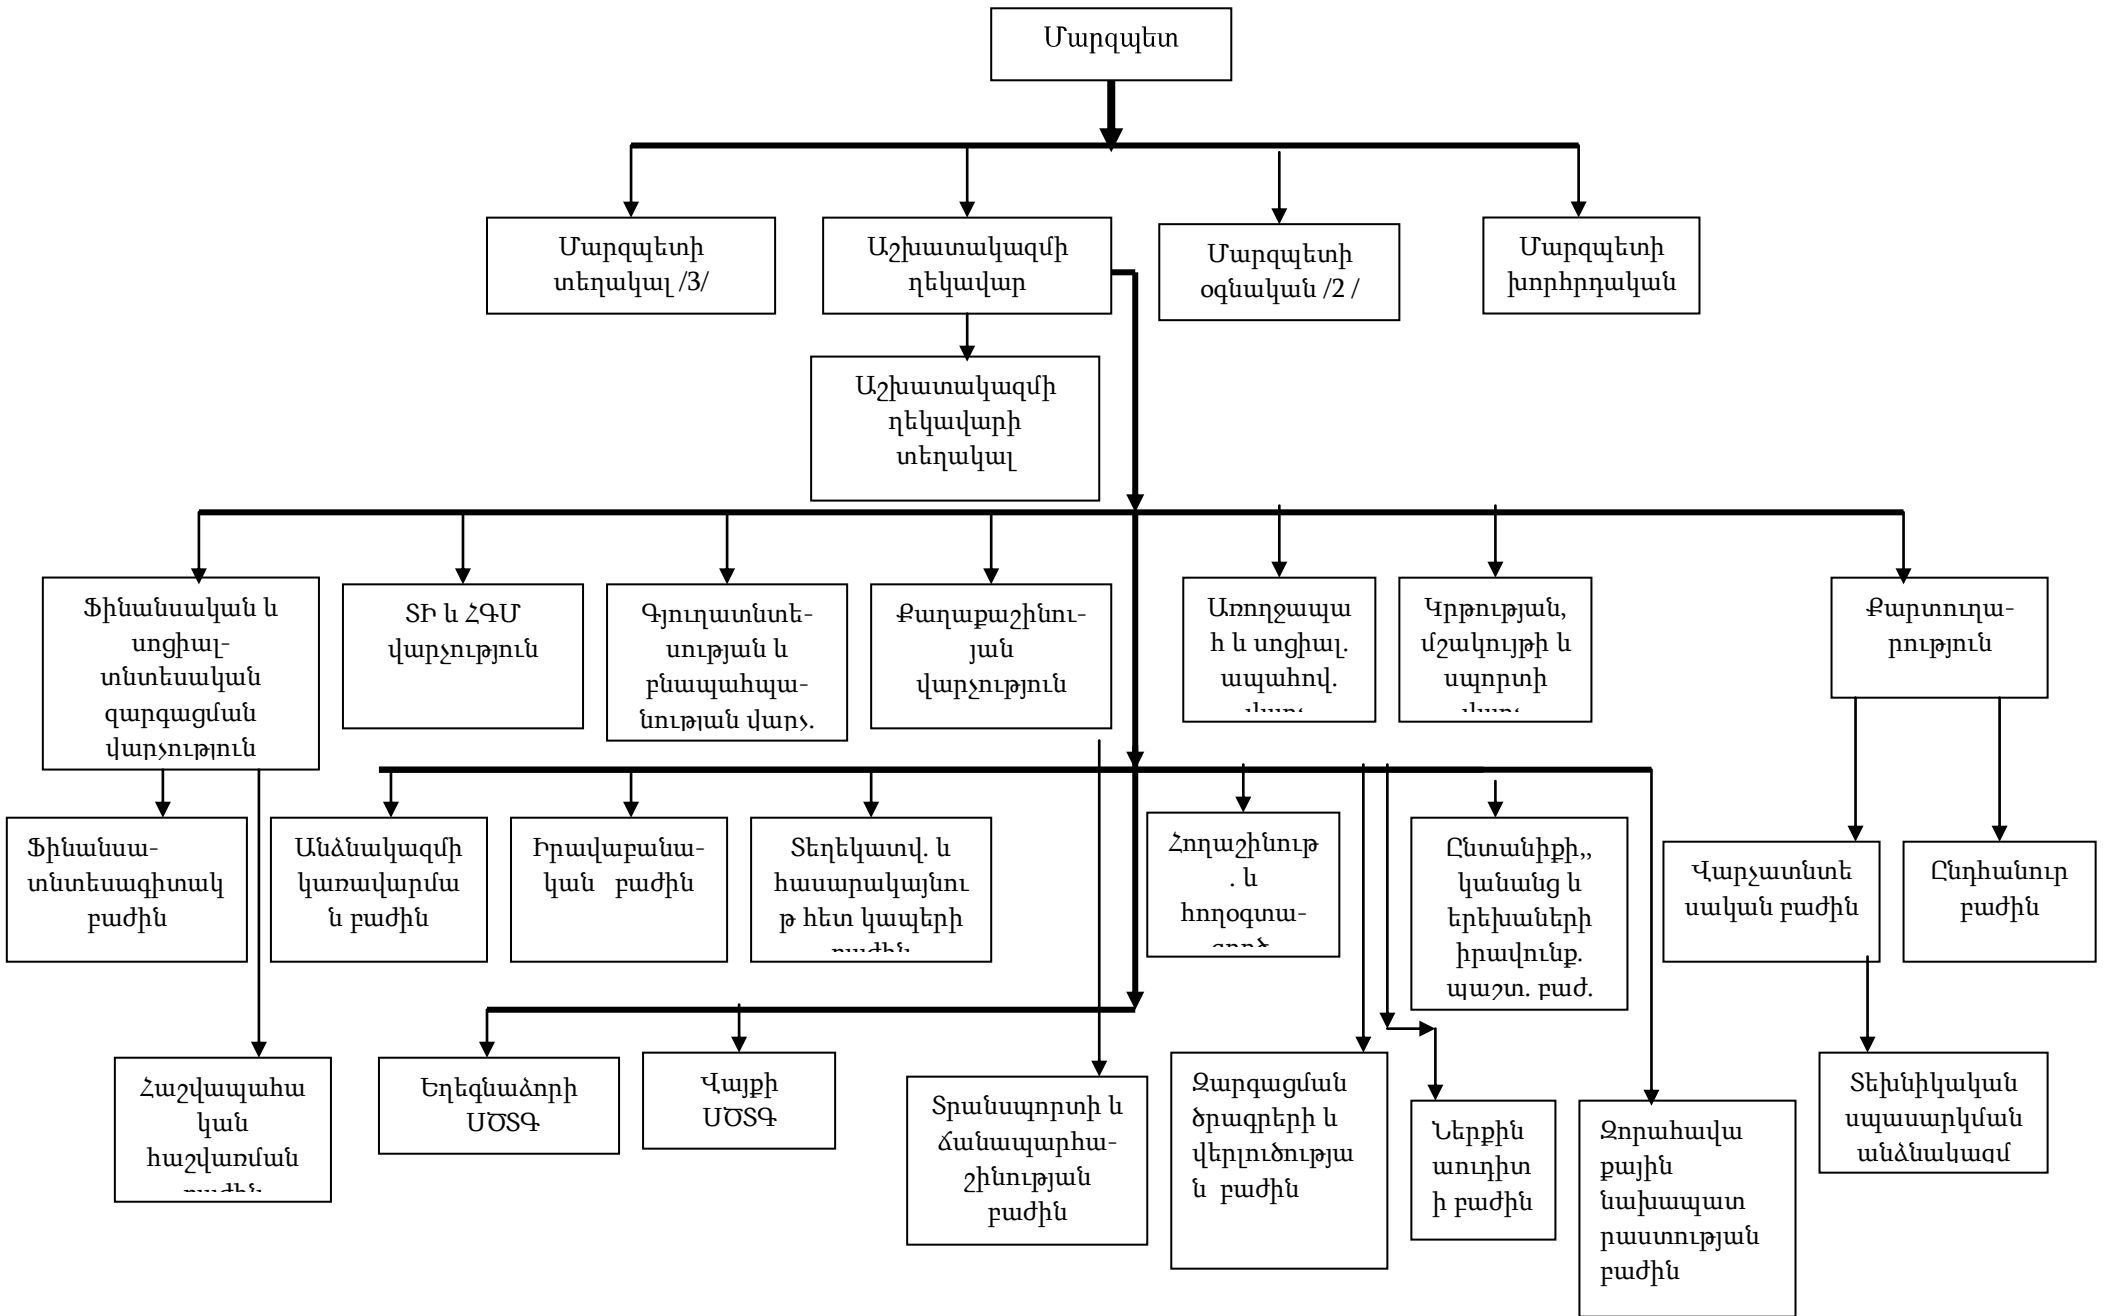 Մարզպետ
Մարզպետի
տեղակալ /3/
Աշխատակազմի
ղեկավար
Մարզպետի
օգնական /2 /
Մարզպետի
խորհրդական
Աշխատակազմի
ղեկավարի
տեղակալ
Ֆինանսական և
սոցիալ-
տնտեսական
զարգացման
վարչություն
ՏԻ և ՀԳՄ
վարչություն
Գյուղատնտե-
սության և
բնապահպա-
նության վարչ.
Քաղաքաշինու-
յան
վարչություն
Առողջապա
հ և սոցիալ.
ապահով.
Կրթության,
մշակույթի և
սպորտի
Քարտուղա-
րություն
Ֆինանսա-
տնտեսագիտակ
բաժին
Անձնակազմի
կառավարմա
ն բաժին
Իրավաբանա-
կան բաժին
Տեղեկատվ. և
հասարակայնու
թ հետ կապերի
Հողաշինութ
. և
հողօգտա-
Ընտանիքի,,
կանանց և
երեխաների
իրավունք.
պաշտ. բաժ.
Վարչատնտե
սական բաժին
Ընդհանուր
բաժին
Հաշվապահա
կան
հաշվառման
Եղեգնաձորի
ՍԾՏԳ
Վայքի
ՍԾՏԳ
Տրանսպորտի և
ճանապարհա-
շինության
բաժին
Զարգացման
ծրագրերի և
վերլուծությա
ն բաժին
Ներքին
աուդիտ
ի բաժին
Զորահավա
քային
նախապատ
րաստության
բաժին
Տեխնիկական
սպասարկման
անձնակազմ